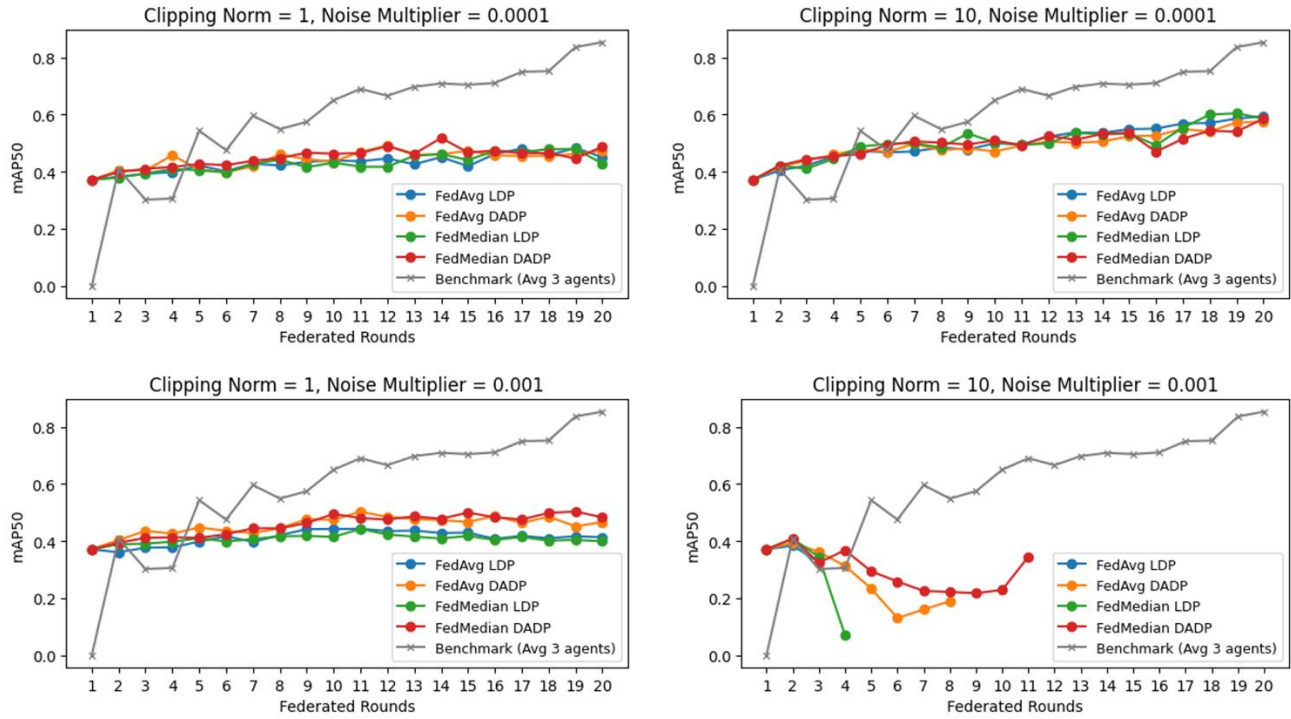 Clipping Norm = 1, Noise Multiplier = 0.0001
mAP50
0.8
0.6
0.4
0.2
0.0
FedAvg LDP
FedAvg DADP
FedMedian LDP
FedMedian DADP
Benchmark (Avg 3 agents)
1 2 3 4 5 6 7 8 9 10 11 12 13 14 15 16 17 18 19 20
Federated Rounds
Clipping Norm = 10, Noise Multiplier = 0.0001
mAP50
0.8
0.6
0.4
0.2
0.0
FedAvg LDP
FedAvg DADP
FedMedian LDP
FedMedian DADP
Benchmark (Avg 3 agents)
1 2 3 4 5 6 7 8 9 10 11 12 13 14 15 16 17 18 19 20
Federated Rounds
Clipping Norm = 1, Noise Multiplier = 0.001
mAP50
0.8
0.6
0.4
0.2
0.0
FedAvg LDP
FedAvg DADP
FedMedian LDP
FedMedian DADP
Benchmark (Avg 3 agents)
1 2 3 4 5 6 7 8 9 10 11 12 13 14 15 16 17 18 19 20
Federated Rounds
Clipping Norm = 10, Noise Multiplier = 0.001
mAP50
0.8
0.6
0.4
0.2
0.0
FedAvg LDP
FedAvg DADP
FedMedian LDP
FedMedian DADP
Benchmark (Avg 3 agents)
1 2 3 4 5 6 7 8 9 10 11 12 13 14 15 16 17 18 19 20
Federated Rounds